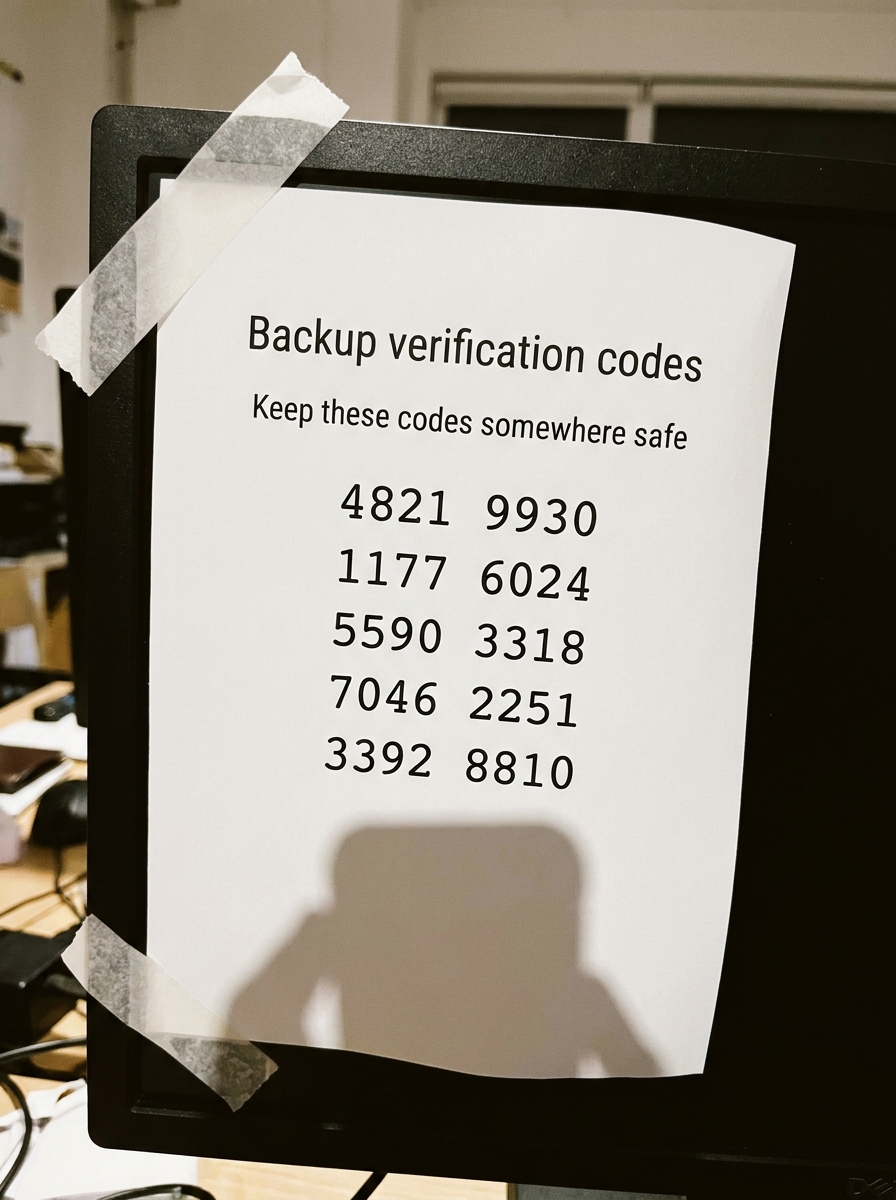 Backup verification codes
Keep these codes somewhere safe
4821 9930
1177 6024
5590 3318
7046 2251
3392 8810